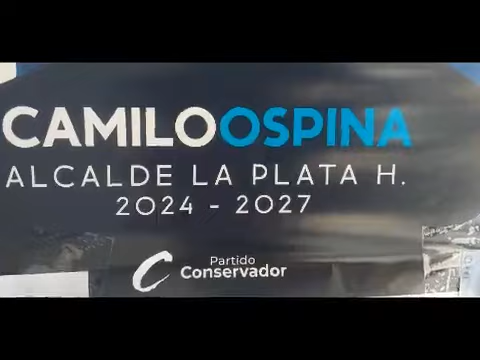 CAMILOOSPINA
ALCALDE LA PLATA H.
2024 - 2027
Partido
Conservador